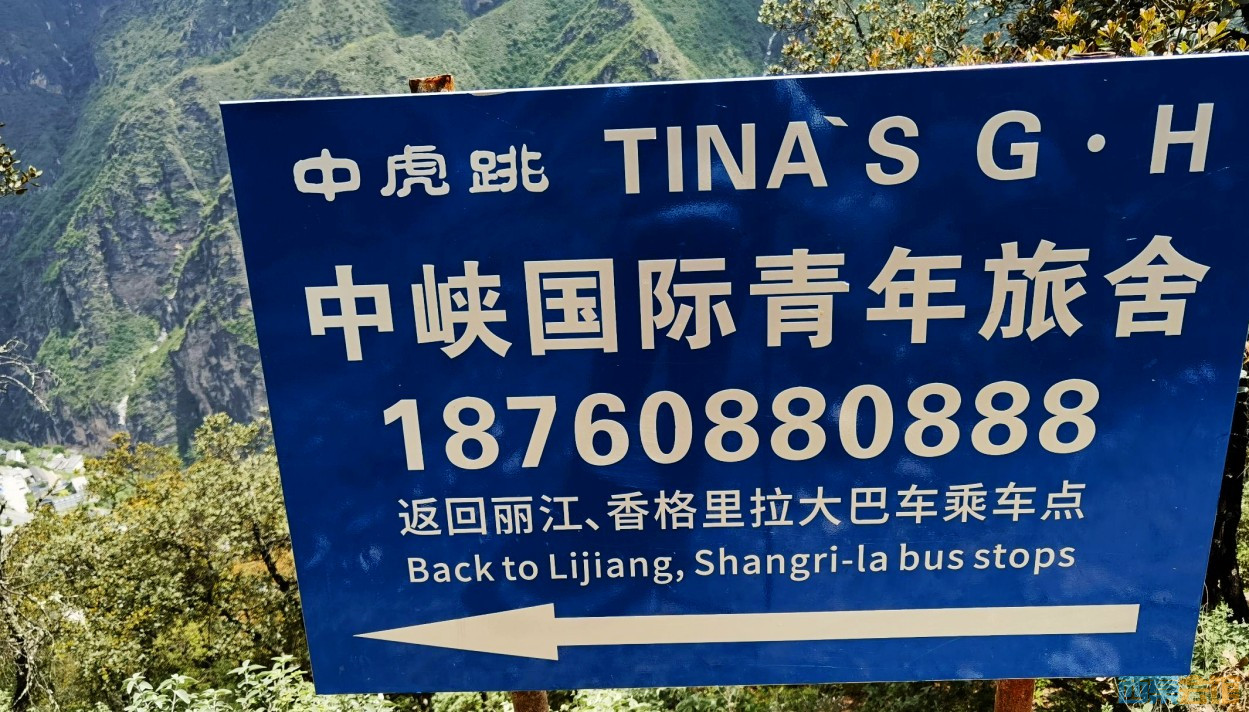 中虎跳 TINA`S G·H
中峡国际青年旅舍
18760880888
返回丽江、香格里拉大巴车乘车点
Back to Lijiang, Shangri-la bus stops